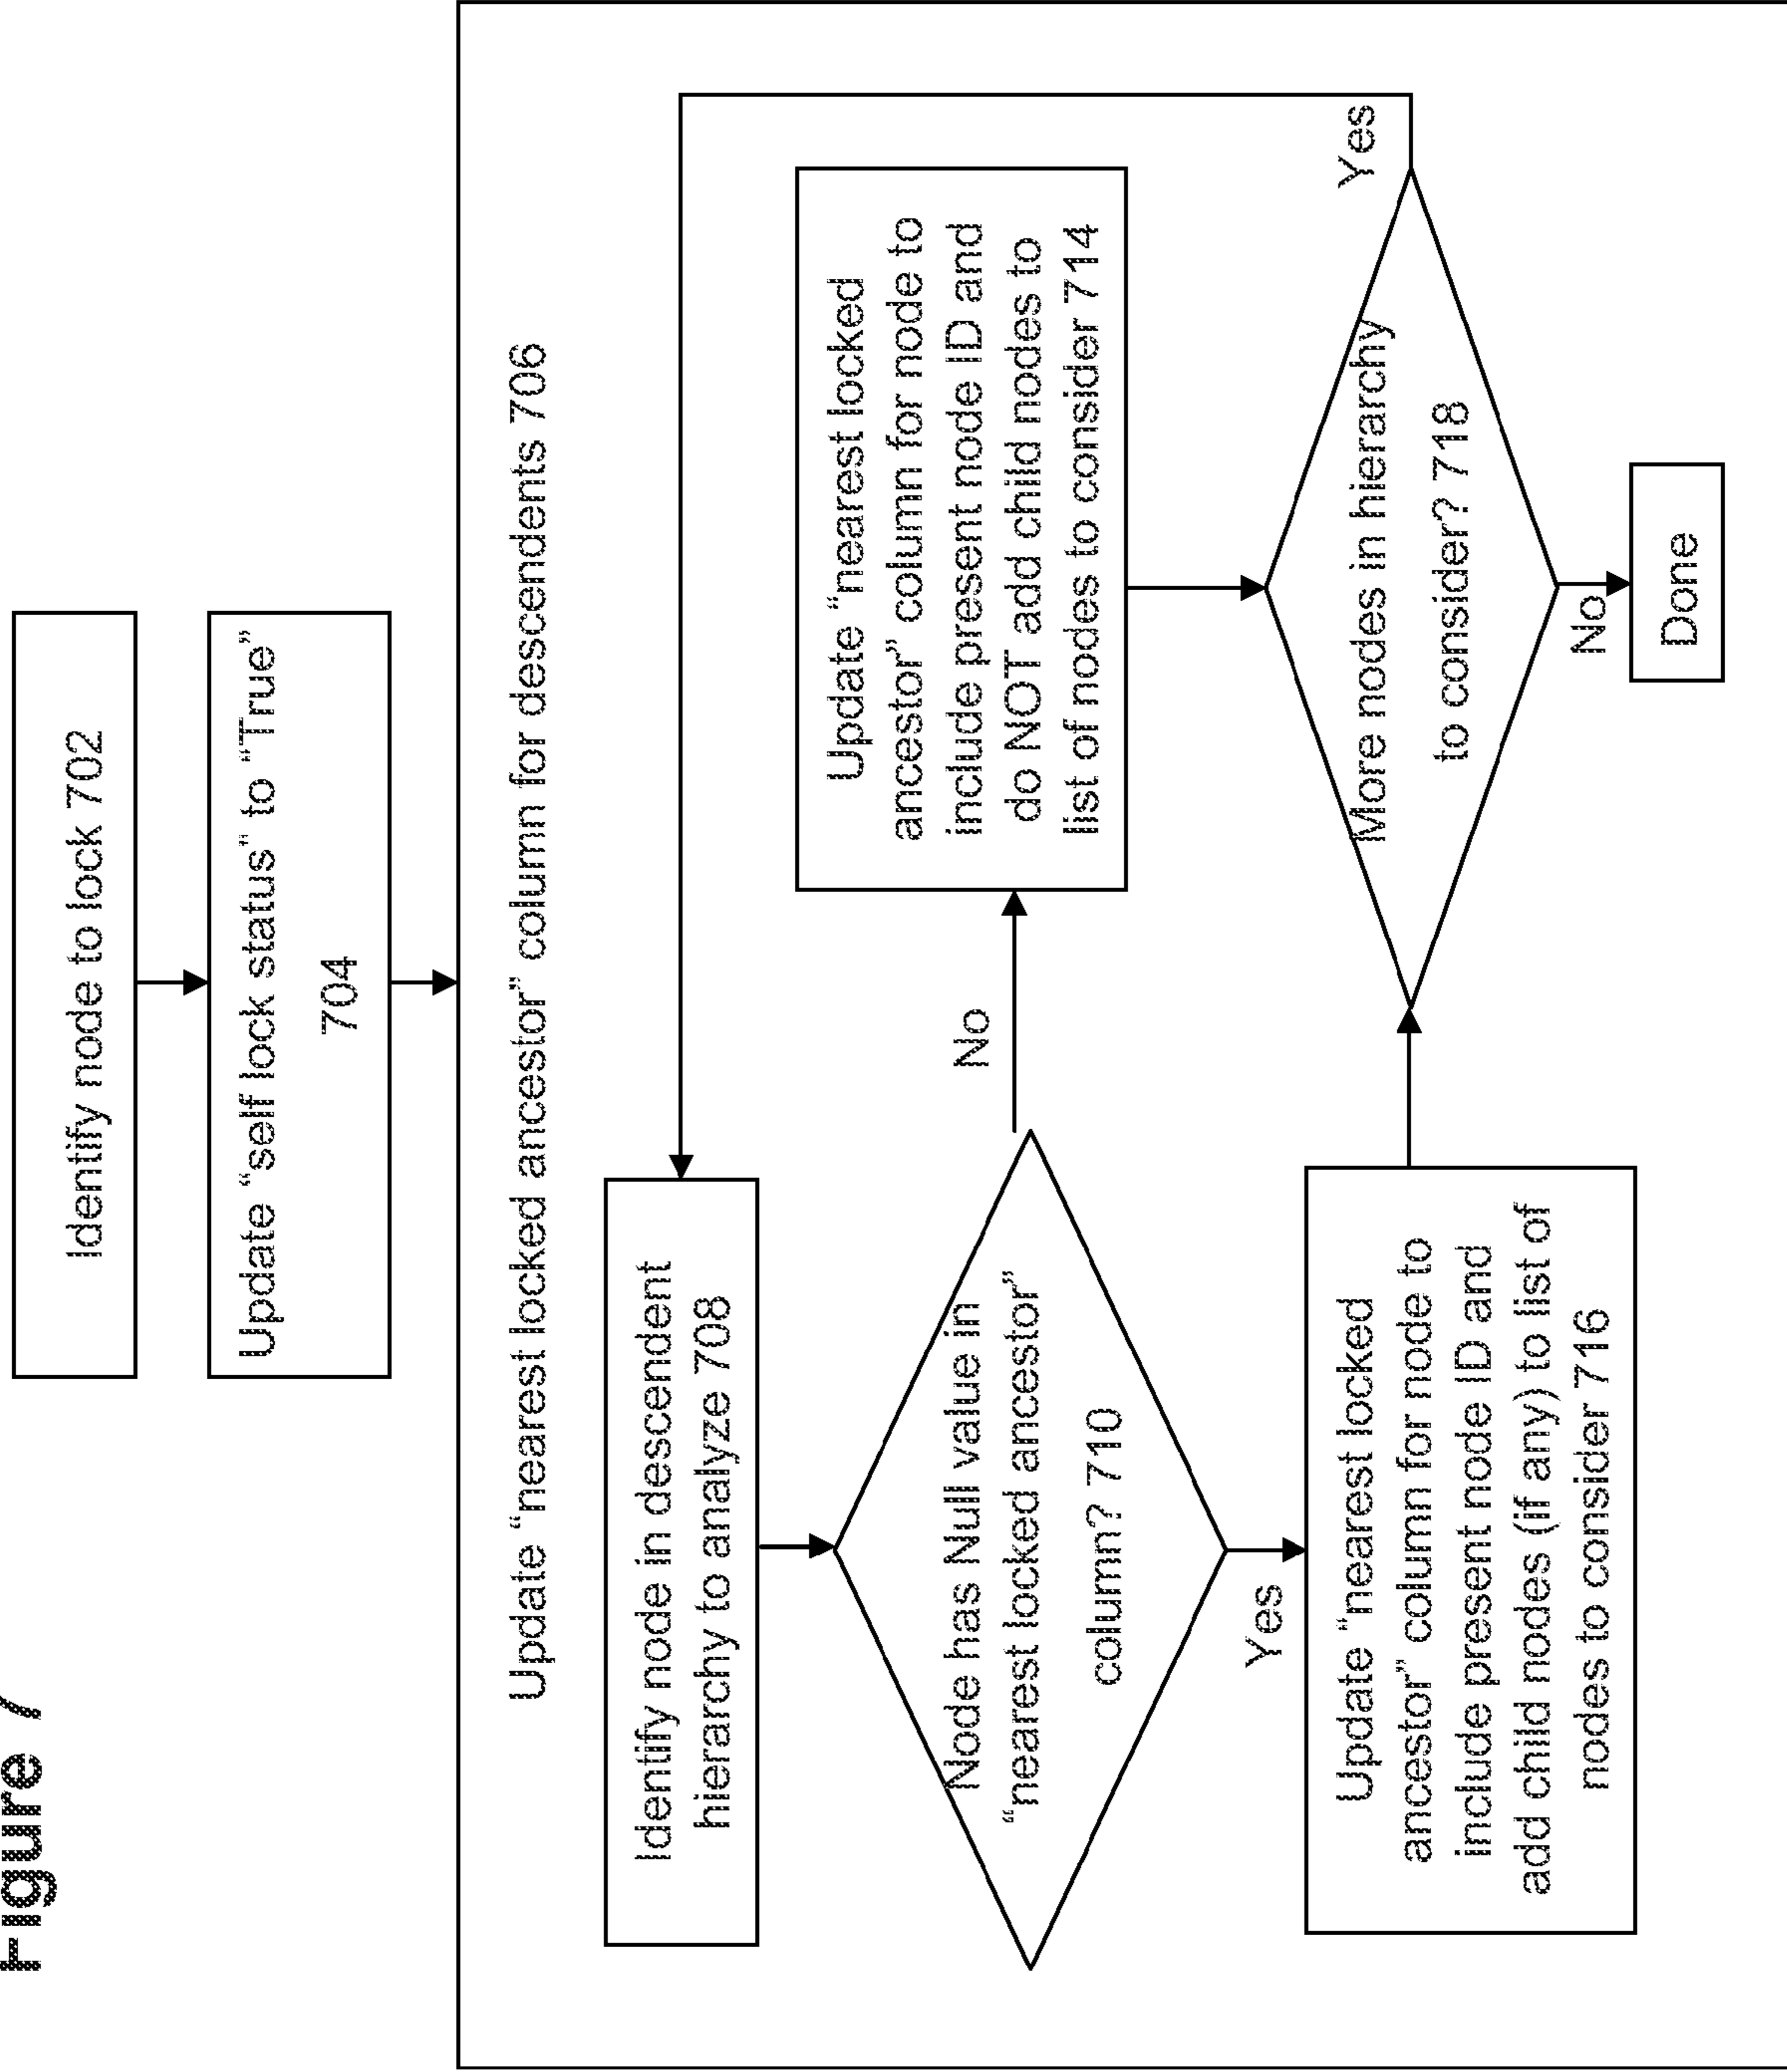 Figure 7
Identify node to lock 702
Update “self lock status” to “True”
704
Update “nearest locked ancestor” column for descendents 706
Identify node in descendent
hierarchy to analyze 708
Node has Null value in
“nearest locked ancestor”
column? 710
No
Update “nearest locked
ancestor” column for node to
include present node ID and
do NOT add child nodes to
list of nodes to consider 714
Yes
Update “nearest locked
ancestor” column for node to
include present node ID and
add child nodes (if any) to list of
nodes to consider 716
More nodes in hierarchy
to consider? 718
Yes
No
Done